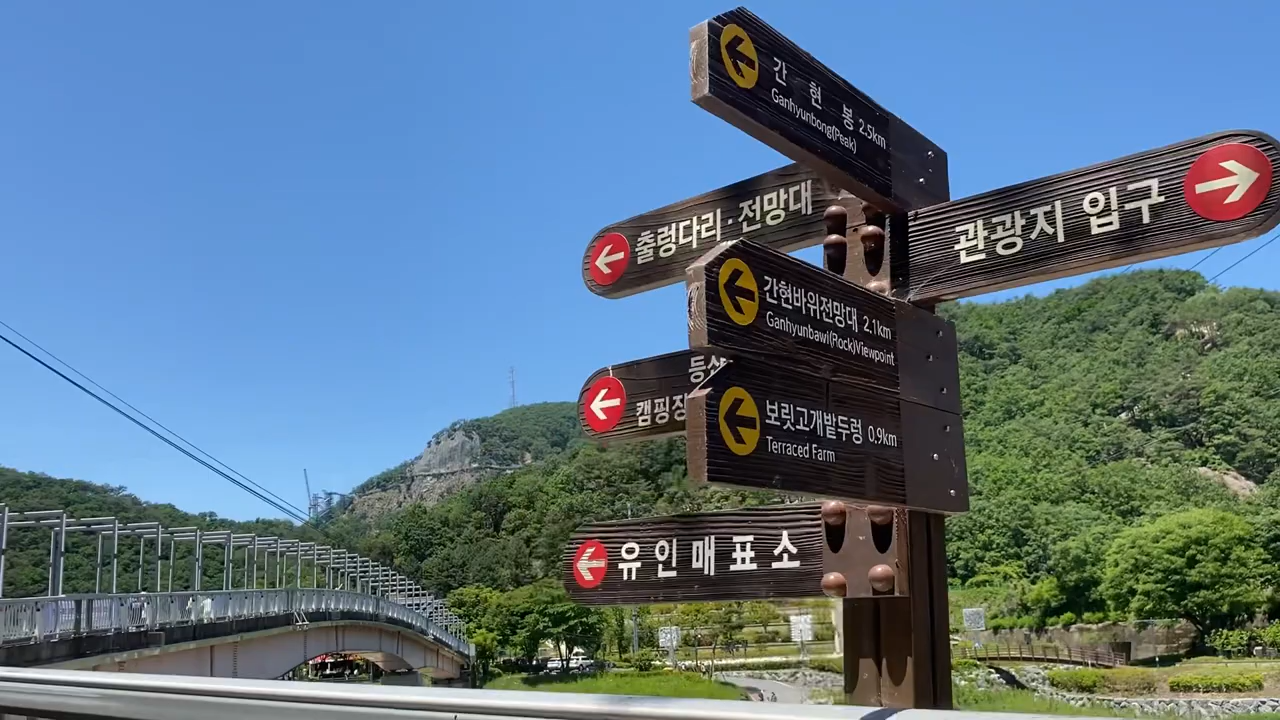 간 현 봉 2.5km
Ganhyunbong(Peak)
출렁다리·전망대
관광지 입구
간현바위전망대 2.1km
Ganhyunbawi(Rock)Viewpoint
캠핑장
보릿고개밭두렁 0.9km
Terraced Farm
유인매표소